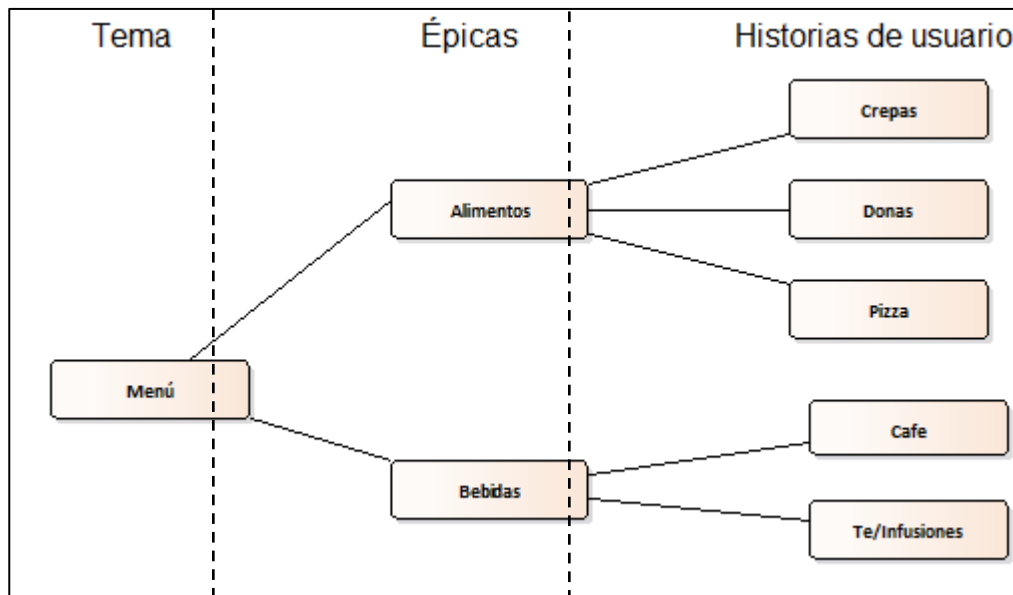 Tema
Épicas
Historias de usuario
Crepas
Alimentos
Donas
Pizza
Menú
Cafe
Bebidas
Te/Infusiones